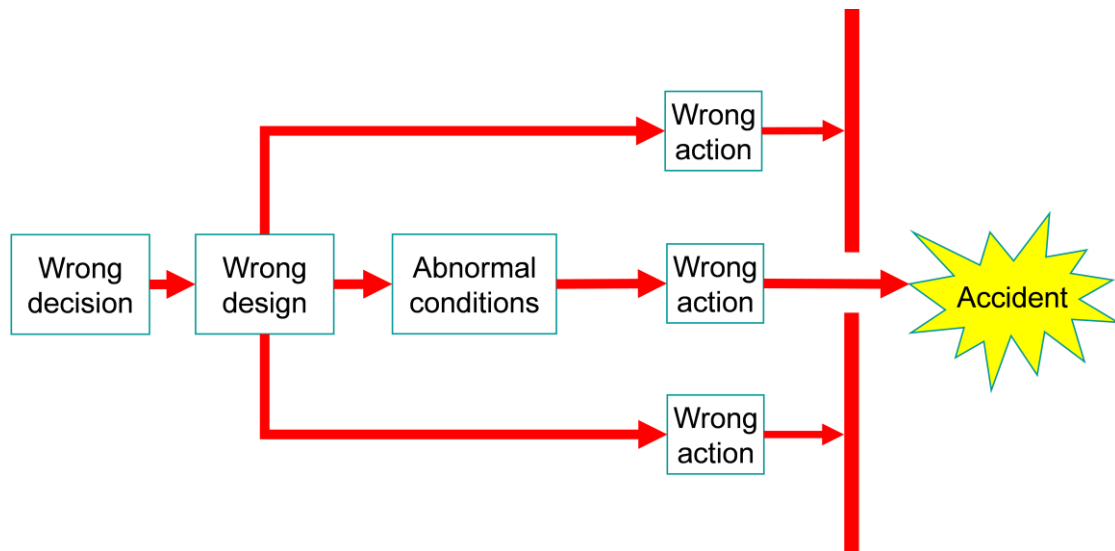 Wrong
action
Wrong
decision
Wrong
design
Abnormal
conditions
Wrong
action
Accident
Wrong
action